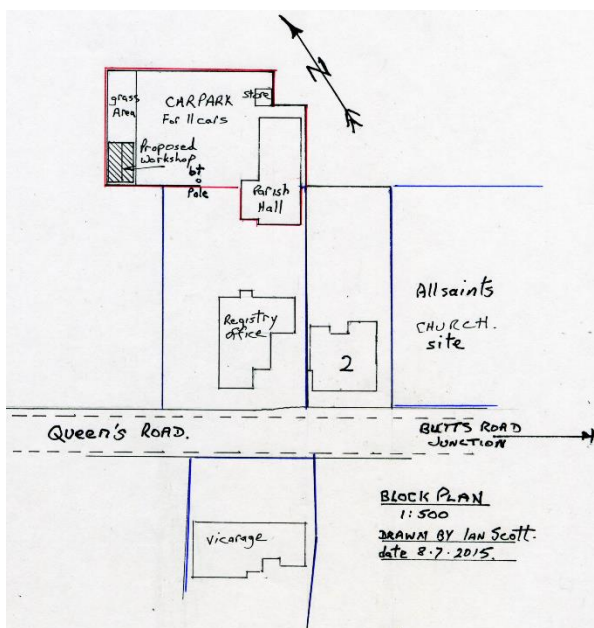 N
grass
Area
CARPARK
For 11 cars
store
Proposed
Workshop
bt
Pole
Parish
Hall
Registry
office
2
Allsaints
CHURCH.
site
Queen's ROAD.
BUTTS ROAD
JUNCTION
Vicarage
BLOCK PLAN
1:500
DRAWN BY IAN SCOTT.
date 8.7.2015.